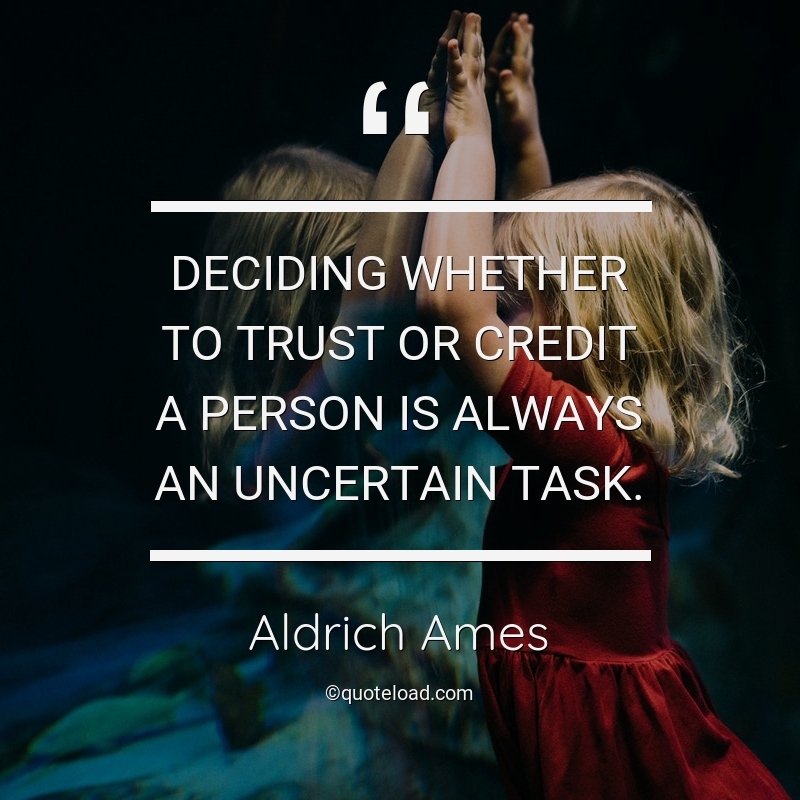 “
DECIDING WHETHER
TO TRUST OR CREDIT
A PERSON IS ALWAYS
AN UNCERTAIN TASK.
Aldrich Ames
©quoteload.com